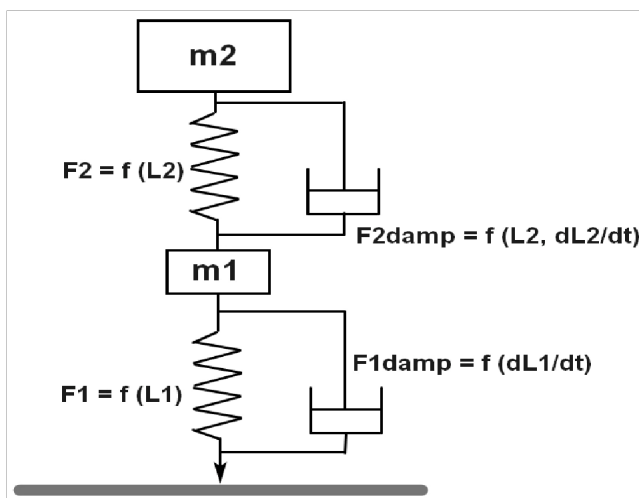 m2
F2 = f (L2)
F2damp = f (L2, dL2/dt)
m1
F1damp = f (dL1/dt)
F1 = f (L1)